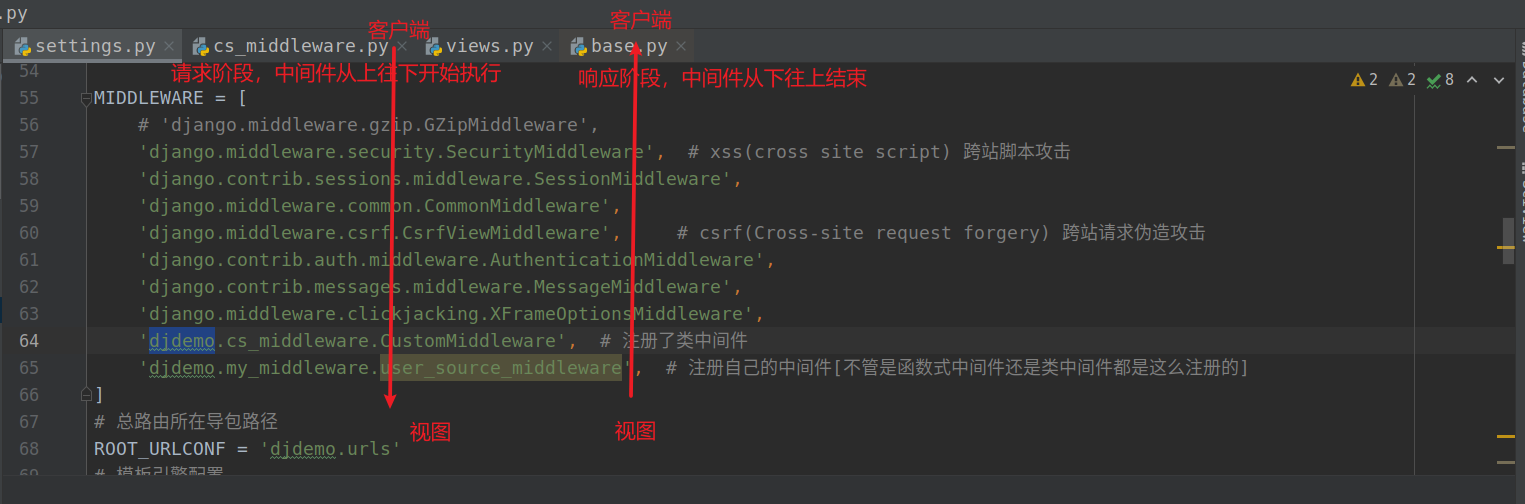 .py
客户端
客户端
settings.py
cs_middleware.py
views.py
base.py
请求阶段，中间件从上往下开始执行
响应阶段，中间件从下往上结束
2 2 8
54
55 MIDDLEWARE = [
56 # 'django.middleware.gzip.GZipMiddleware',
57 'django.middleware.security.SecurityMiddleware', # xss(cross site script) 跨站脚本攻击
58 'django.contrib.sessions.middleware.SessionMiddleware',
59 'django.middleware.common.CommonMiddleware',
60 'django.middleware.csrf.CsrfViewMiddleware', # csrf(Cross-site request forgery) 跨站请求伪造攻击
61 'django.contrib.auth.middleware.AuthenticationMiddleware',
62 'django.contrib.messages.middleware.MessageMiddleware',
63 'django.middleware.clickjacking.XFrameOptionsMiddleware',
64 'djdemo.cs_middleware.CustomMiddleware', # 注册了类中间件
65 'djdemo.my_middleware.user_source_middleware', # 注册自己的中间件[不管是函数式中间件还是类中间件都是这么注册的]
66 ]
67 # 总路由所在导包路径
视图
视图
68 ROOT_URLCONF = 'djdemo.urls'
69 # 模板引擎配置